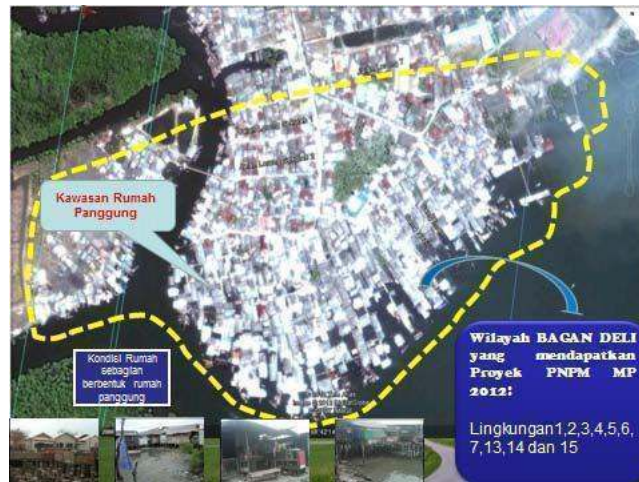 Kawasan Rumah
Panggung
Kondisi Rumah
sebagian
berbentuk rumah
panggung
Wilayah BAGAN DELI
yang mendapatkan
Proyek PNPM MP
2012:
Lingkungan1,2,3,4,5,6,
7,13,14 dan 15